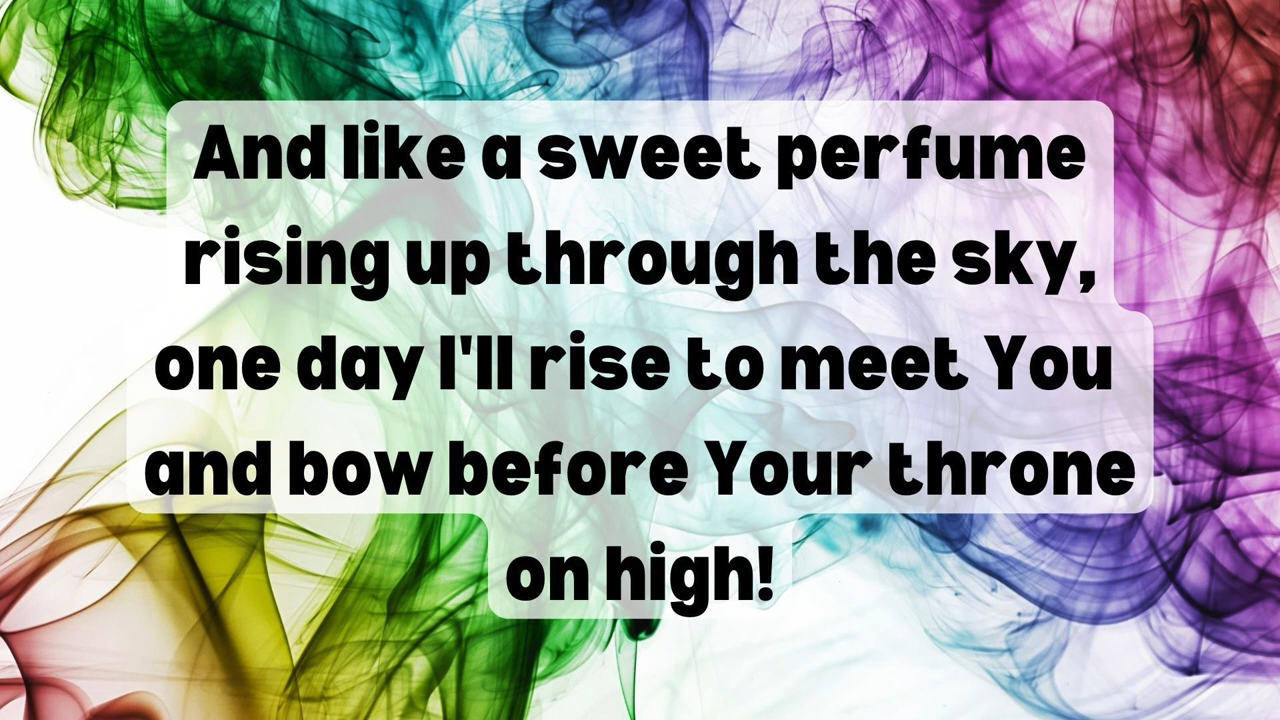 And like a sweet perfume
rising up through the sky,
one day I'll rise to meet You
and bow before Your throne
on high!